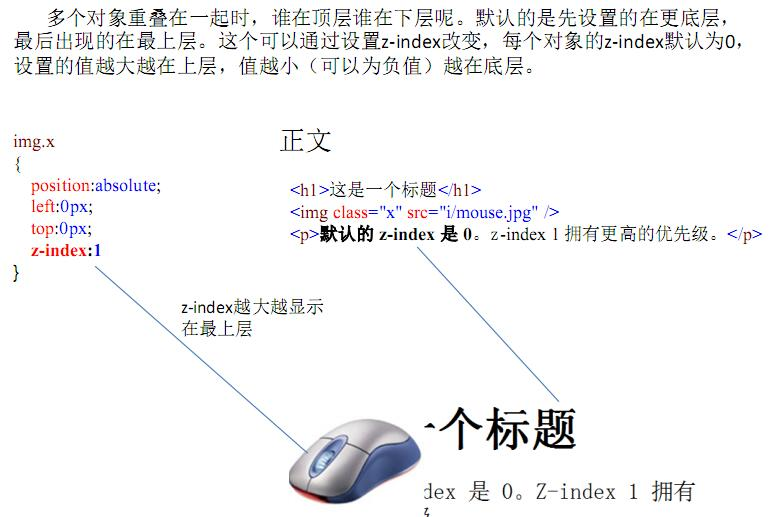 多个对象重叠在一起时，谁在顶层谁在下层呢。默认的是先设置的在更底层，
最后出现的在最上层。这个可以通过设置z-index改变，每个对象的z-index默认为0，
设置的值越大越在上层，值越小（可以为负值）越在底层。
img.x
{
position:absolute;
left:0px;
top:0px;
z-index:1
}
正文
<h1>这是一个标题</h1>
<img class="x" src="i/mouse.jpg" />
<p>默认的 z-index 是 0。z-index 1 拥有更高的优先级。</p>
z-index越大越显示
在最上层
个标题
dex 是 0。Z-index 1 拥有